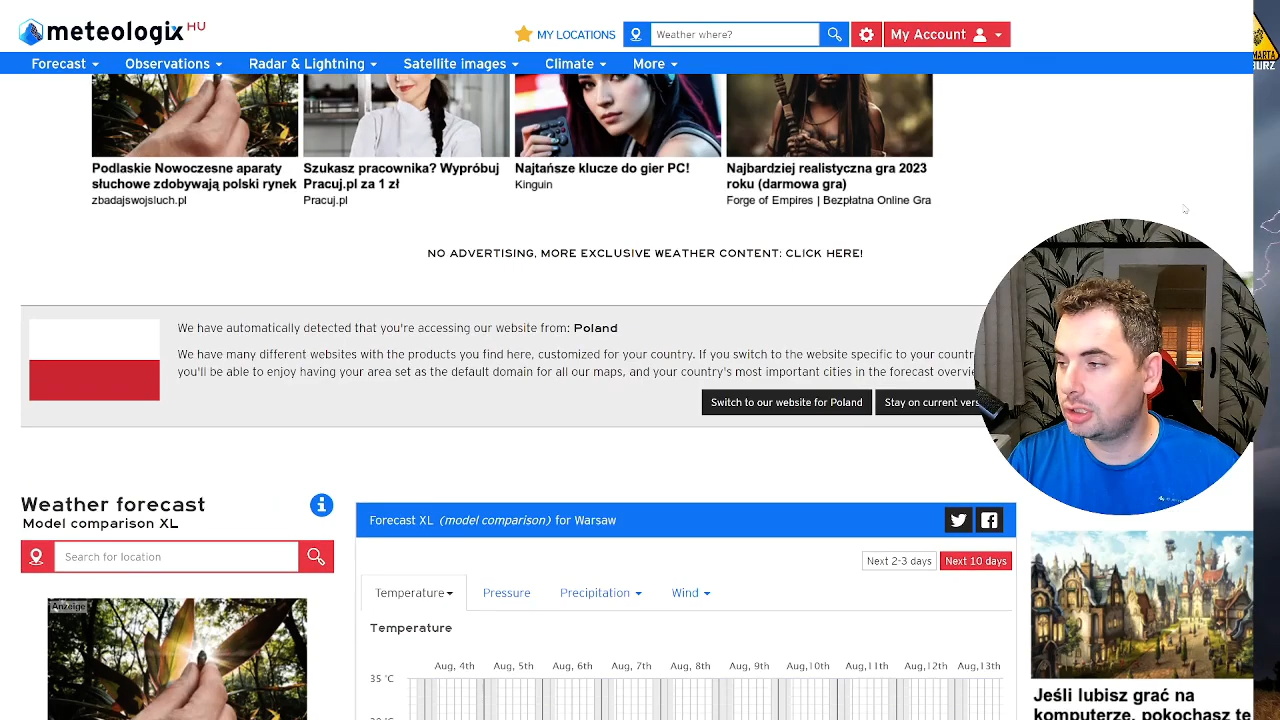 meteologix HU
MY LOCATIONS
Weather where?
My Account
Forecast
Observations
Radar & Lightning
Satellite images
Climate
More
MARTA
BURZ
Podlaskie Nowoczesne aparaty
słuchowe zdobywają polski rynek
zbadajswojsluch.pl
Szukasz pracownika? Wypróbuj
Pracuj.pl za 1 zł
Pracuj.pl
Najtańsze klucze do gier PC!
Kinguin
Najbardziej realistyczna gra 2023
roku (darmowa gra)
Forge of Empires | Bezpłatna Online Gra
NO ADVERTISING, MORE EXCLUSIVE WEATHER CONTENT: CLICK HERE!
We have automatically detected that you're accessing our website from: Poland
We have many different websites with the products you find here, customized for your country. If you switch to the website specific to your countr
you'll be able to enjoy having your area set as the default domain for all our maps, and your country's most important cities in the forecast overvie
Switch to our website for Poland
Stay on current vers
Weather forecast
Model comparison XL
Search for location
Anzeige
Forecast XL (model comparison) for Warsaw
Next 2-3 days
Next 10 days
Temperature
Pressure
Precipitation
Wind
Temperature
Aug, 4th Aug, 5th Aug, 6th Aug, 7th Aug, 8th Aug, 9th Aug, 10th Aug, 11th Aug, 12th Aug, 13th
35 °C
Jeśli lubisz grać na
komputerze, pokochasz tę